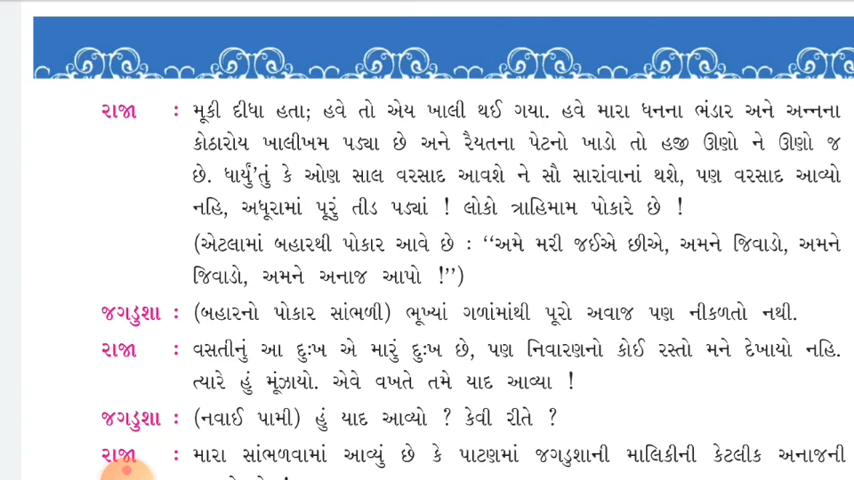 રાજા : મૂકી દીધા હતા; હવે તો એય ખાલી થઈ ગયા. હવે મારા ધનના ભંડાર અને અન્નના
કોઠારોય ખાલીખમ પડ્યા છે અને રૈયતના પેટનો ખાડો તો હજી ઊણો ને ઊણો જ
છે. ધાર્યું'તું કે ઓણ સાલ વરસાદ આવશે ને સૌ સારાંવાનાં થશે, પણ વરસાદ આવ્યો
નહિ, અધૂરામાં પૂરું તીડ પડ્યાં ! લોકો ત્રાહિમામ પોકારે છે !
(એટલામાં બહારથી પોકાર આવે છે : “અમે મરી જઈએ છીએ, અમને જિવાડો, અમને
જિવાડો, અમને અનાજ આપો !”)
જગડુશા : (બહારનો પોકાર સાંભળી) ભૂખ્યાં ગળાંમાંથી પૂરો અવાજ પણ નીકળતો નથી.
રાજા : વસતીનું આ દુઃખ એ મારું દુઃખ છે, પણ નિવારણનો કોઈ રસ્તો મને દેખાયો નહિ.
ત્યારે હું મૂંઝાયો. એવે વખતે તમે યાદ આવ્યા !
જગડુશા : (નવાઈ પામી) હું યાદ આવ્યો ? કેવી રીતે ?
રાજા : મારા સાંભળવામાં આવ્યું છે કે પાટણમાં જગડુશાની માલિકીની કેટલીક અનાજની